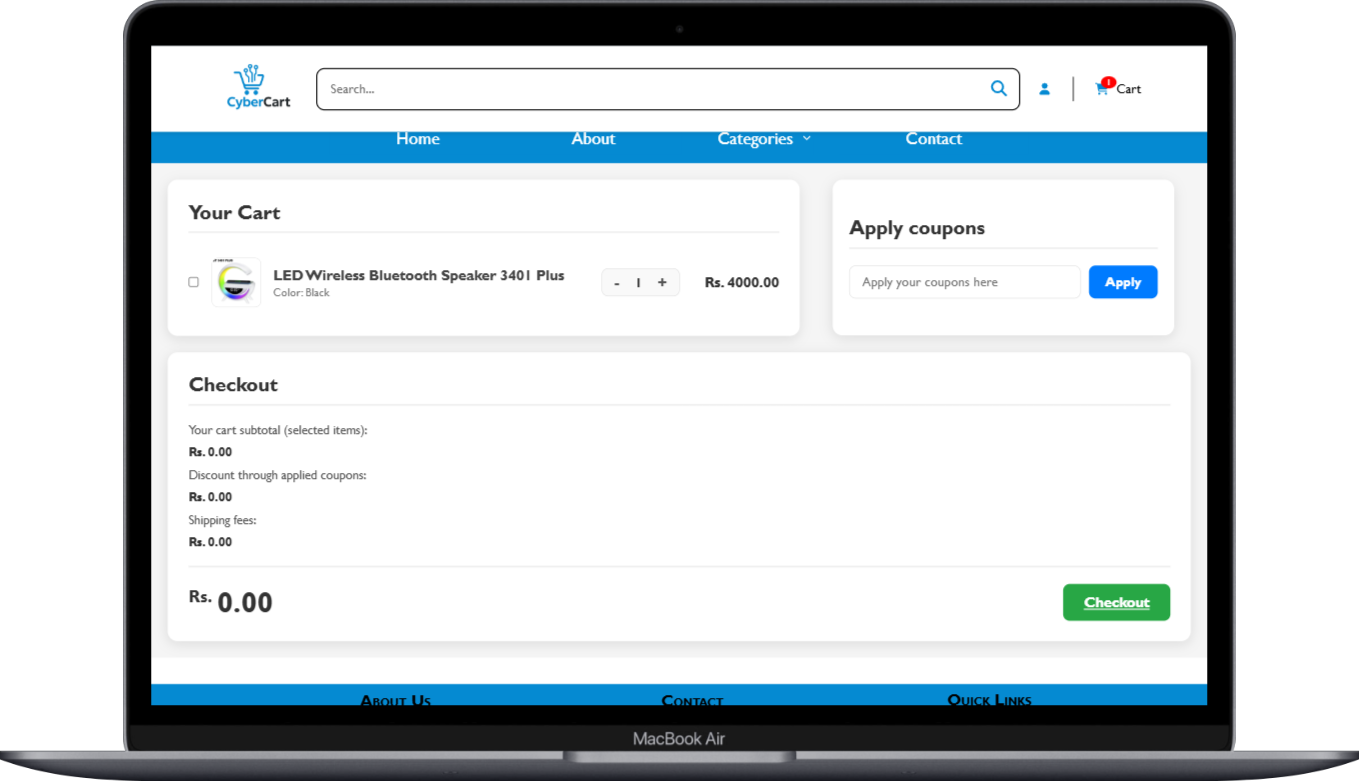 CyberCart
Search...
1
Cart
Home
About
Categories
Contact
Your Cart
LED Wireless Bluetooth Speaker 3401 Plus
Color: Black
- 1 +
Rs. 4000.00
Apply coupons
Apply your coupons here
Apply
Checkout
Your cart subtotal (selected items):
Rs. 0.00
Discount through applied coupons:
Rs. 0.00
Shipping fees:
Rs. 0.00
Rs. 0.00
Checkout
About Us
Contact
Quick Links
MacBook Air